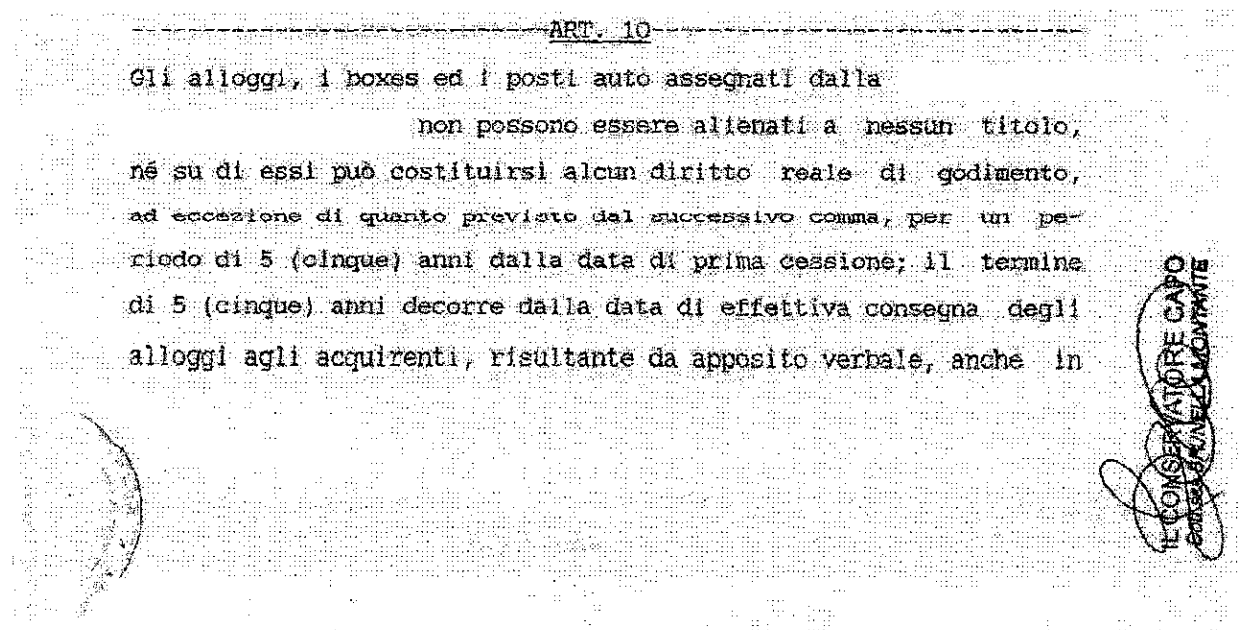 ART. 10
Gli alloggi, i boxes ed i posti auto assegnati dalla
non possono essere alienati a nessun titolo,
né su di essi può costituirsi alcun diritto reale di godimento,
ad eccezione di quanto previsto dal successivo comma, per un pe-
riodo di 5 (cinque) anni dalla data di prima cessione; il termine
di 5 (cinque) anni decorre dalla data di effettiva consegna degli
alloggi agli acquirenti, risultante da apposito verbale, anche in
IL CONSERVATORE CAPO
MONTANTE